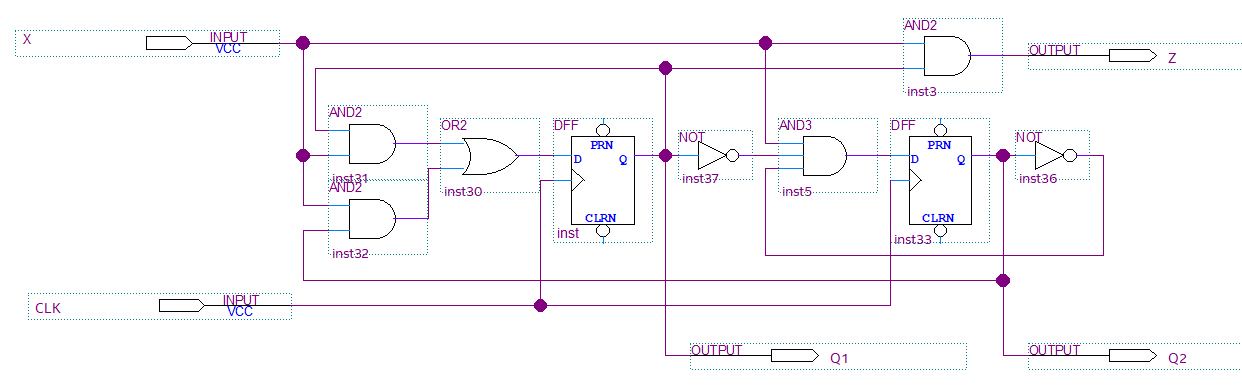 AND2
X
INPUT
VCC
OUTPUT
Z
inst3
AND2
OR2
DFF
NOT
AND3
DFF
NOT
PRN
PRN
D
Q
D
Q
inst31
AND2
inst30
inst37
inst5
inst36
CLRN
CLRN
inst
inst33
inst32
INPUT
VCC
CLK
OUTPUT
Q1
OUTPUT
Q2